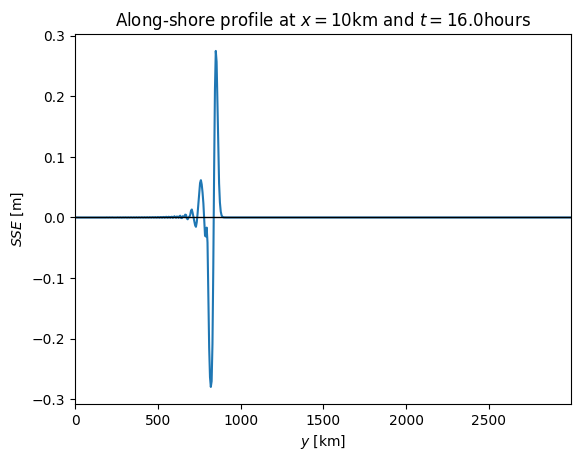 Along-shore profile at x = 10km and t = 16.0hours
0.3
0.2
0.1
0.0
−0.1
−0.2
−0.3
SSE [m]
0 500 1000 1500 2000 2500
y [km]